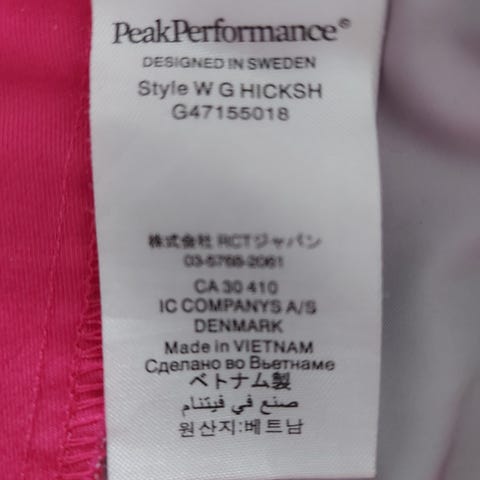 PeakPerformance®
DESIGNED IN SWEDEN
Style W G HICKSH
G47155018
株式会社 RCTジャパン
03-5768-2061
CA 30 410
IC COMPANYS A/S
DENMARK
Made in VIETNAM
Сделано во Вьетнаме
ベトナム製
صنع في فيتنام
원산지:베트남